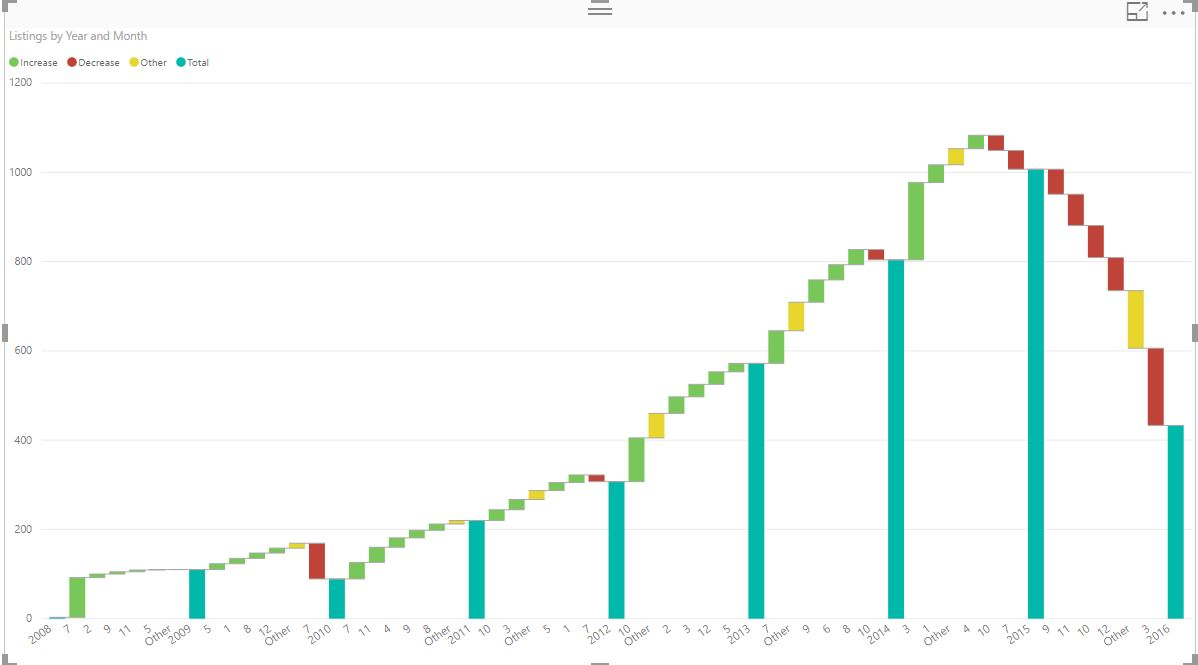 Listings by Year and Month
Increase Decrease Other Total
1200
1000
800
600
400
200
0
2008 7 2 9 11 5 Other 2009 5 1 8 12 Other 7 2010 7 11 4 9 8 Other 2011 10 3 Other 5 1 7 2012 10 Other 2 3 12 5 2013 7 Other 9 6 8 10 2014 3 1 Other 4 10 7 2015 9 11 10 12 Other 3 2016